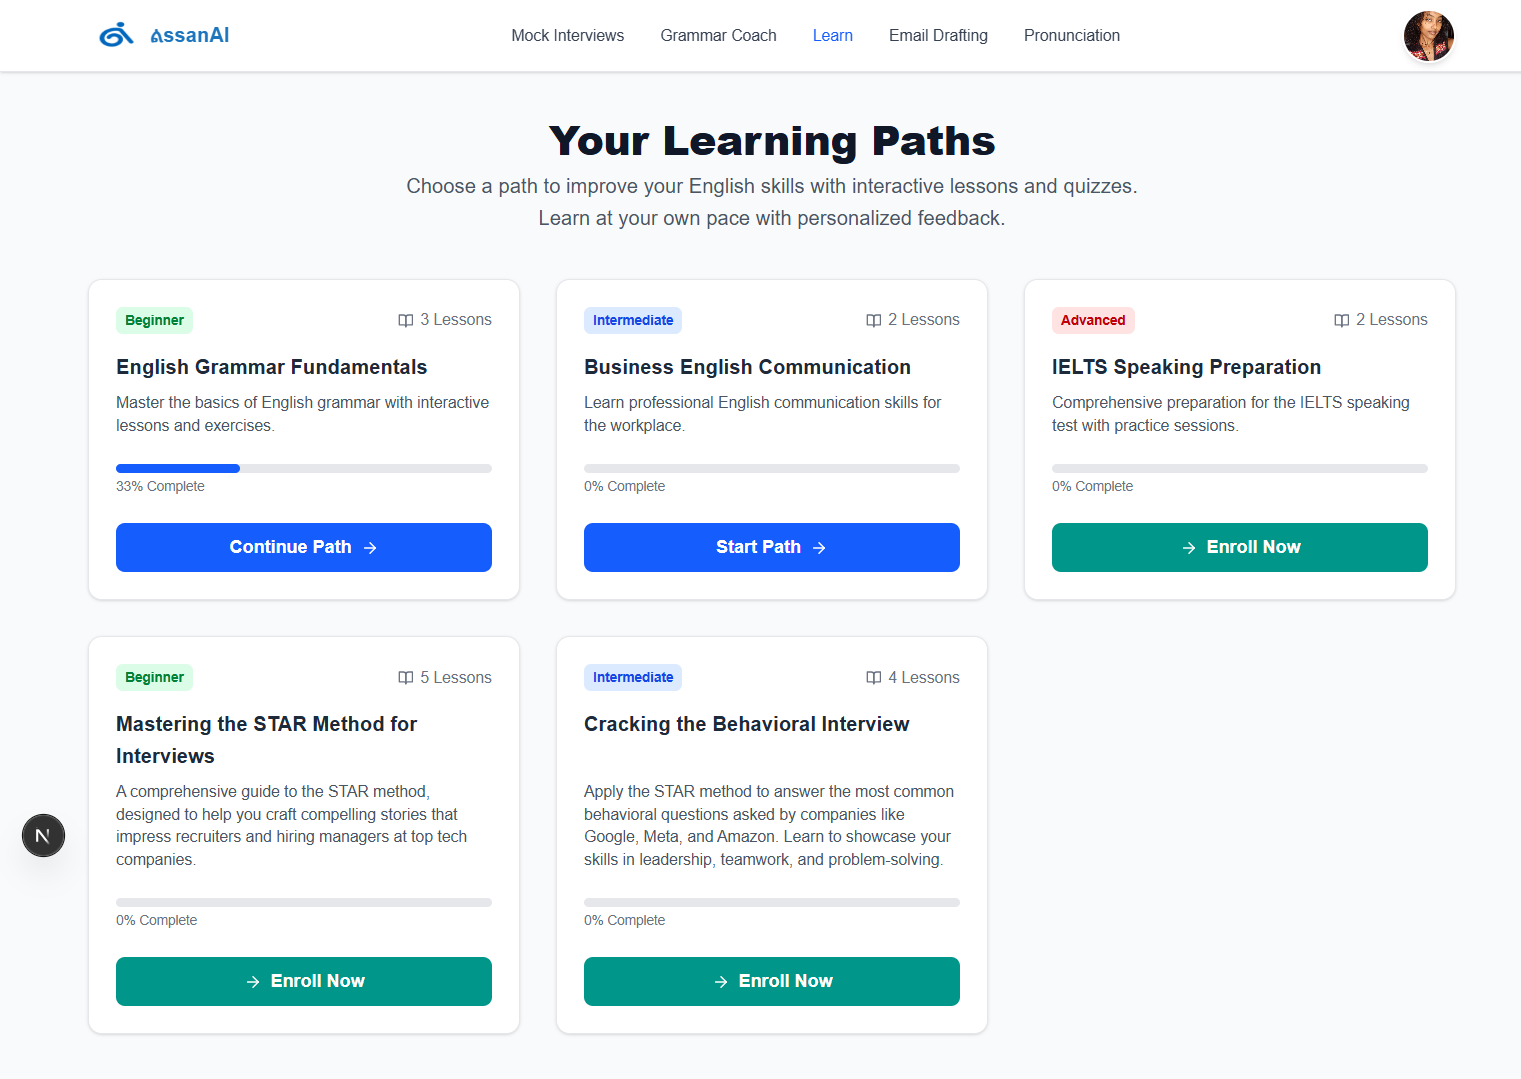 AssanAI
Mock Interviews
Grammar Coach
Learn
Email Drafting
Pronunciation
Your Learning Paths
Choose a path to improve your English skills with interactive lessons and quizzes.
Learn at your own pace with personalized feedback.
Beginner
3 Lessons
English Grammar Fundamentals
Master the basics of English grammar with interactive
lessons and exercises.
33% Complete
Continue Path
Intermediate
2 Lessons
Business English Communication
Learn professional English communication skills for
the workplace.
0% Complete
Start Path
Advanced
2 Lessons
IELTS Speaking Preparation
Comprehensive preparation for the IELTS speaking
test with practice sessions.
0% Complete
Enroll Now
Beginner
5 Lessons
Mastering the STAR Method for
Interviews
A comprehensive guide to the STAR method,
designed to help you craft compelling stories that
impress recruiters and hiring managers at top tech
companies.
0% Complete
Enroll Now
Intermediate
4 Lessons
Cracking the Behavioral Interview
Apply the STAR method to answer the most common
behavioral questions asked by companies like
Google, Meta, and Amazon. Learn to showcase your
skills in leadership, teamwork, and problem-solving.
0% Complete
Enroll Now
N